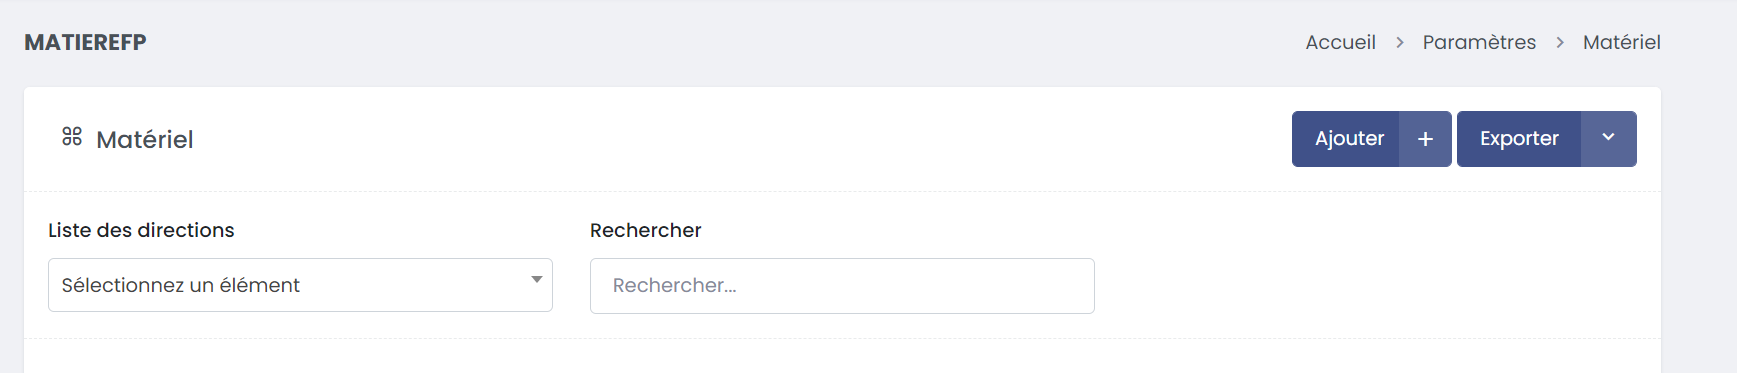 MATIEREFP
Accueil > Paramètres > Matériel
Matériel
Ajouter +
Exporter
Liste des directions
Rechercher
Sélectionnez un élément
Rechercher...